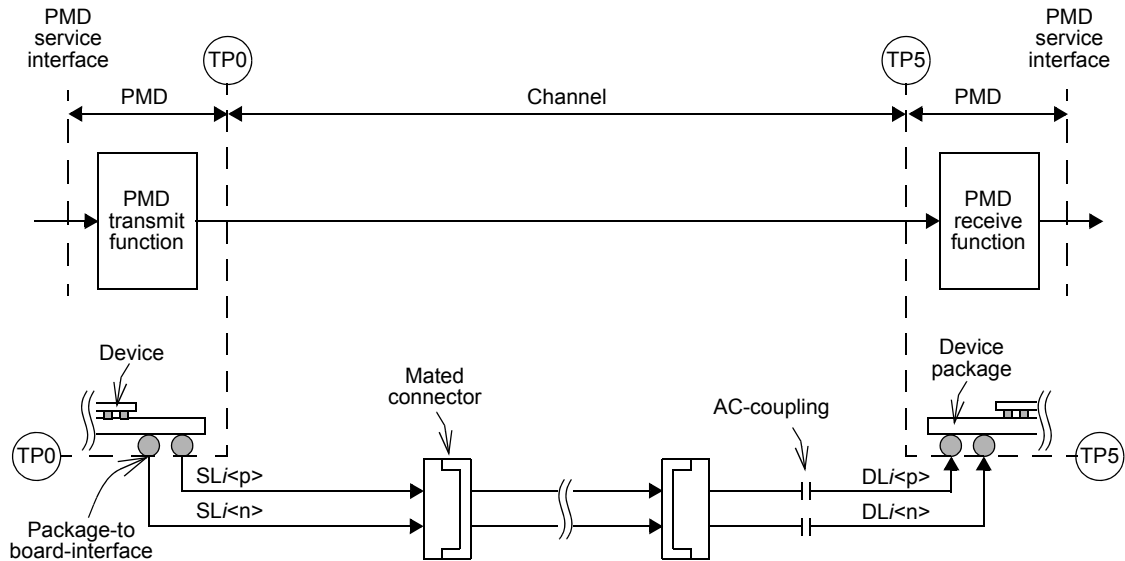 PMD
service
interface
TP0
TP5
PMD
service
interface
PMD
Channel
PMD
PMD
transmit
function
PMD
receive
function
Device
Mated
connector
AC-coupling
Device
package
TP0
TP5
SLi<p>
DLi<p>
SLi<n>
DLi<n>
Package-to
board-interface